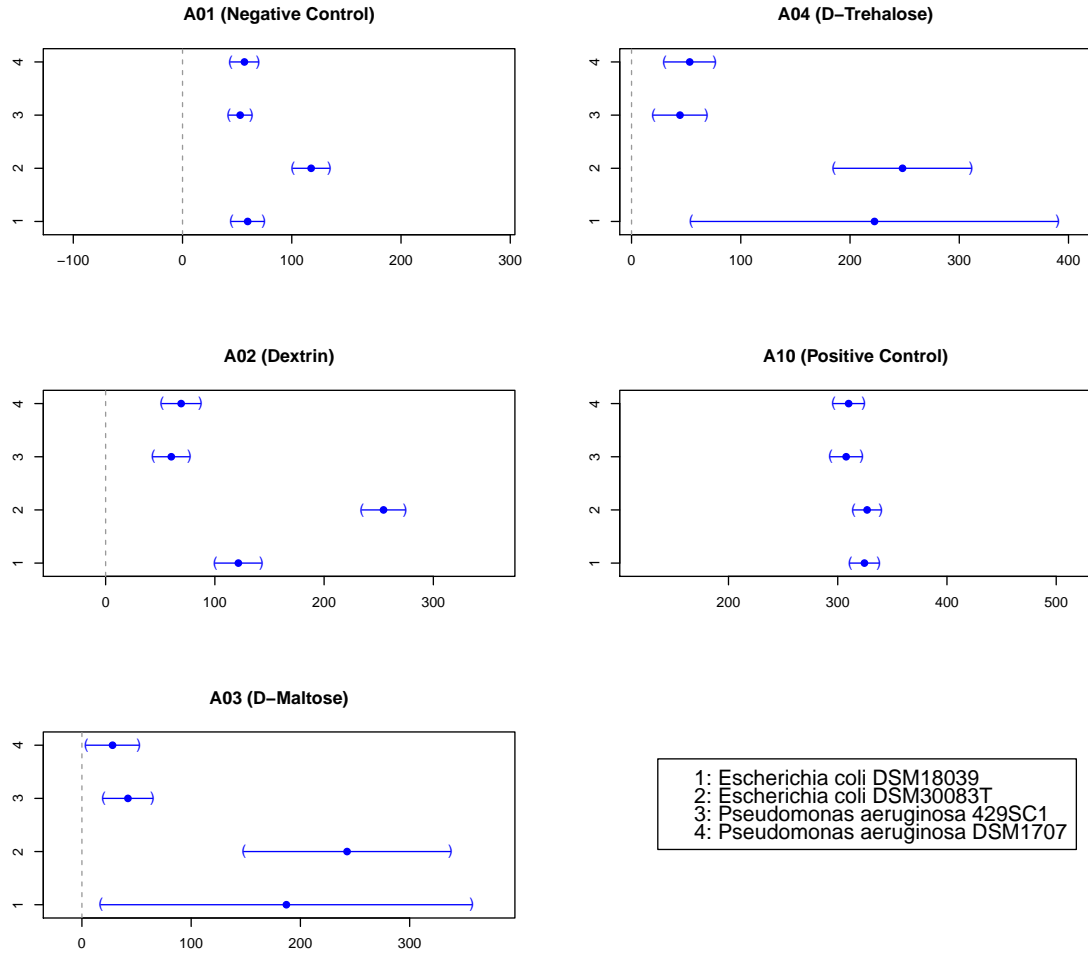 A01 (Negative Control)
4
3
2
1
−100 0 100 200 300
A04 (D−Trehalose)
4
3
2
1
0 100 200 300 400
A02 (Dextrin)
4
3
2
1
0 100 200 300
A10 (Positive Control)
4
3
2
1
200 300 400 500
A03 (D−Maltose)
4
3
2
1
0 100 200 300
1: Escherichia coli DSM18039
2: Escherichia coli DSM30083T
3: Pseudomonas aeruginosa 429SC1
4: Pseudomonas aeruginosa DSM1707